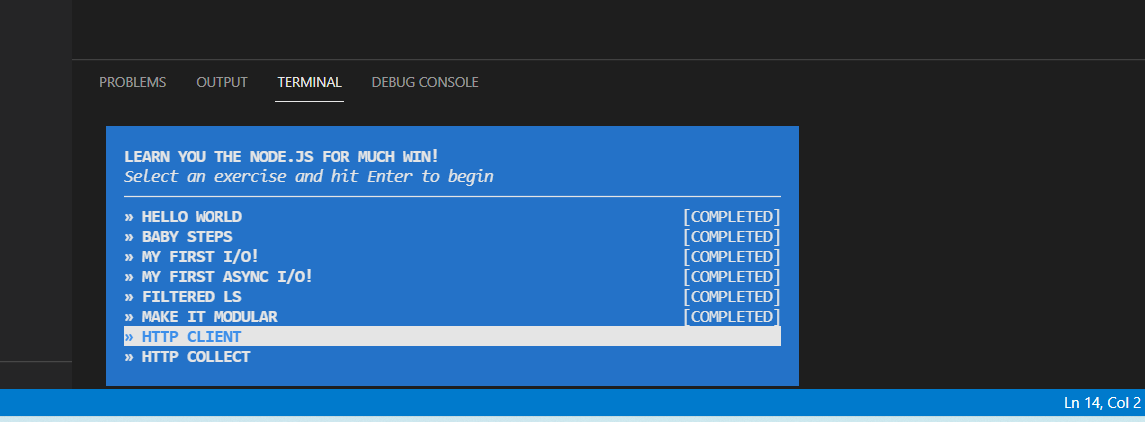 PROBLEMS OUTPUT TERMINAL DEBUG CONSOLE
LEARN YOU THE NODE.JS FOR MUCH WIN!
Select an exercise and hit Enter to begin
» HELLO WORLD [COMPLETED]
» BABY STEPS [COMPLETED]
» MY FIRST I/O! [COMPLETED]
» MY FIRST ASYNC I/O! [COMPLETED]
» FILTERED LS [COMPLETED]
» MAKE IT MODULAR [COMPLETED]
» HTTP CLIENT
» HTTP COLLECT
Ln 14, Col 2